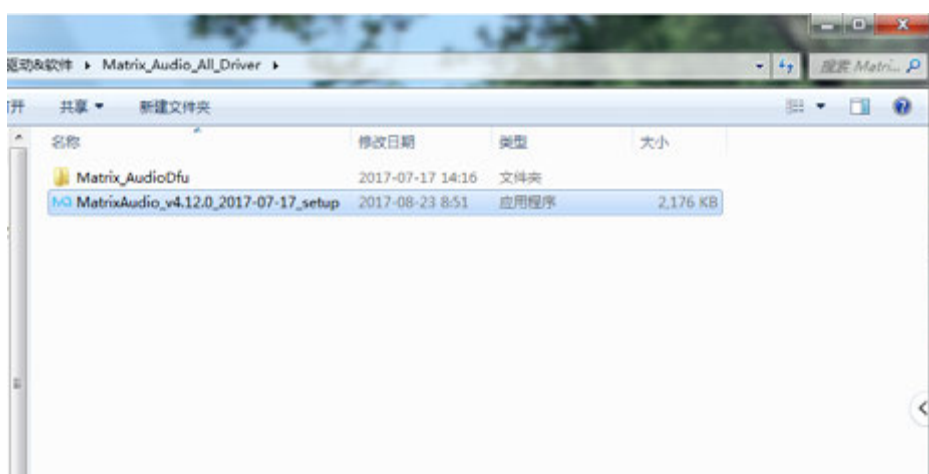 驱动&软件 ▸ Matrix_Audio_All_Driver ▸ 搜索 Matri...
打开 共享 新建文件夹
名称 修改日期 类型 大小
Matrix_AudioDfu 2017-07-17 14:16 文件夹
MatrixAudio_v4.12.0_2017-07-17_setup 2017-08-23 8:51 应用程序 2,176 KB